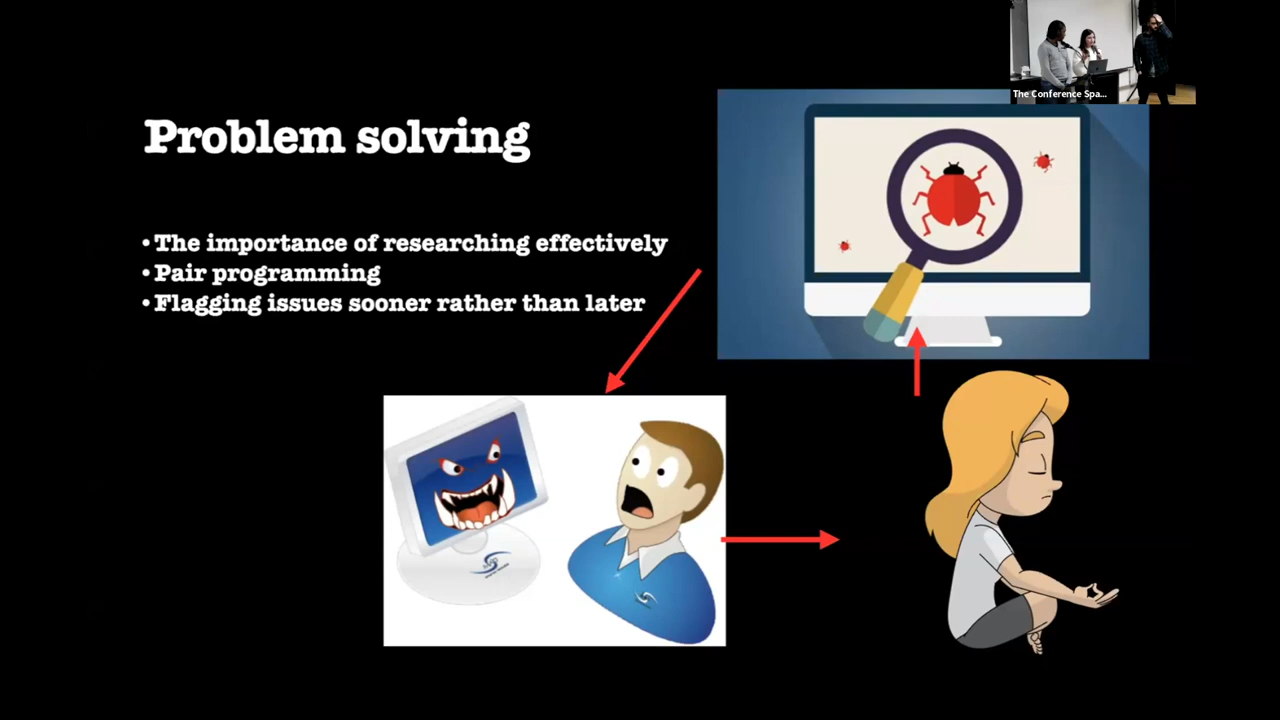 The Conference Spa...
Problem solving
• The importance of researching effectively
• Pair programming
• Flagging issues sooner rather than later